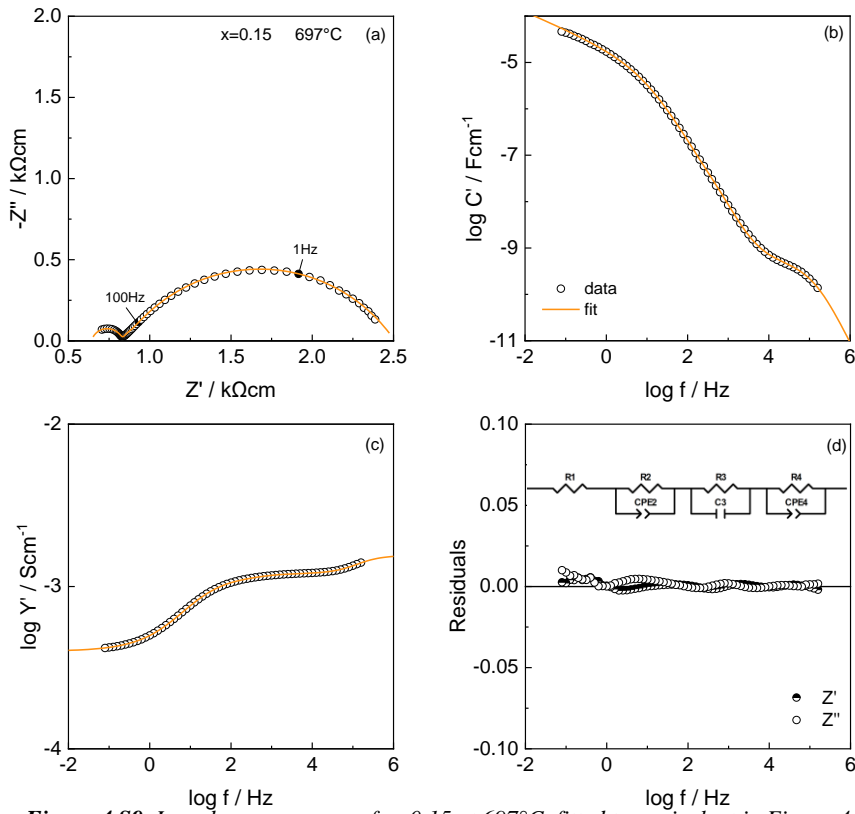 x=0.15 697°C (a)
2.0
1.5
1.0
0.5
0.0
-Z" / kΩcm
100Hz
1Hz
0.5 1.0 1.5 2.0 2.5
Z' / kΩcm
(b)
-5
-7
-9
-11
log C' / Fcm-1
data
fit
-2 0 2 4 6
log f / Hz
(c)
-2
-3
-4
log Y' / Scm-1
-2 0 2 4 6
log f / Hz
(d)
0.10
0.05
0.00
-0.05
-0.10
Residuals
R1 R2 R3 R4
CPE2 C3 CPE4
Z'
Z"
-2 0 2 4 6
log f / Hz